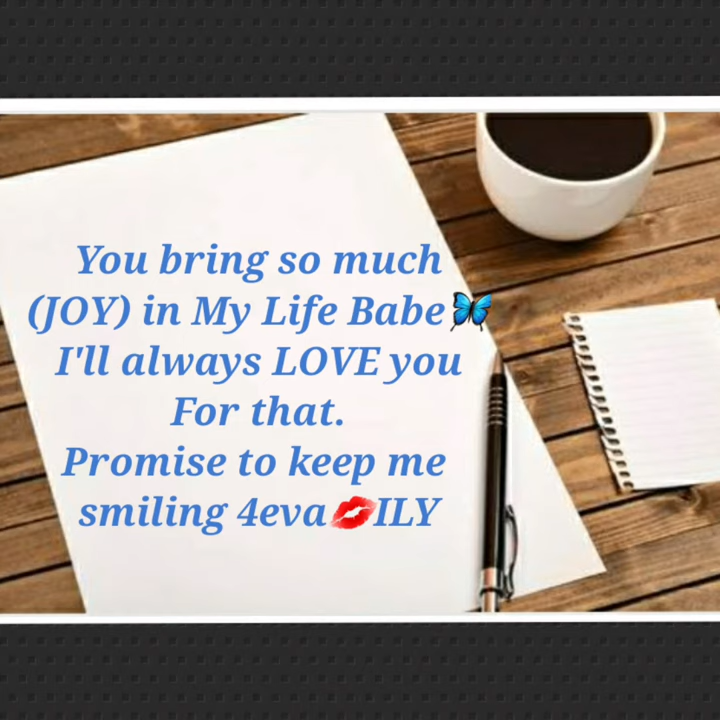 You bring so much
(JOY) in My Life Babe🦋
I'll always LOVE you
For that.
Promise to keep me
smiling 4eva💋ILY